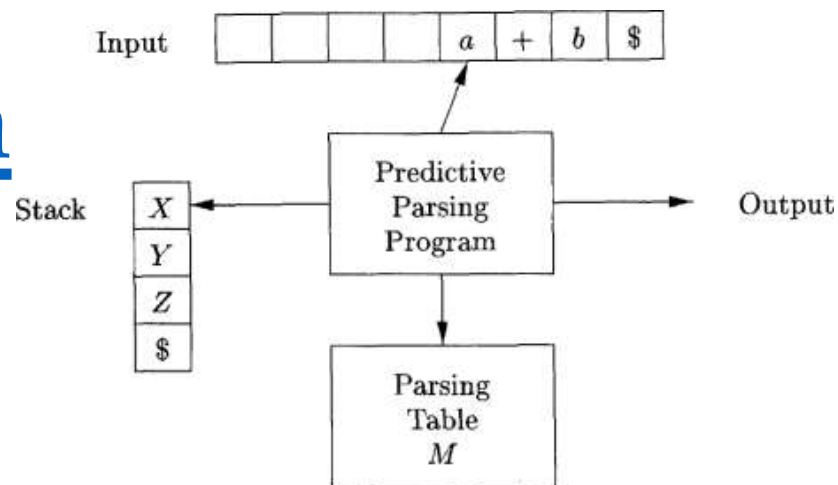 Input a + b $
n
Predictive
Parsing
Program
Stack X Output
Y
Z
$
Parsing
Table
M